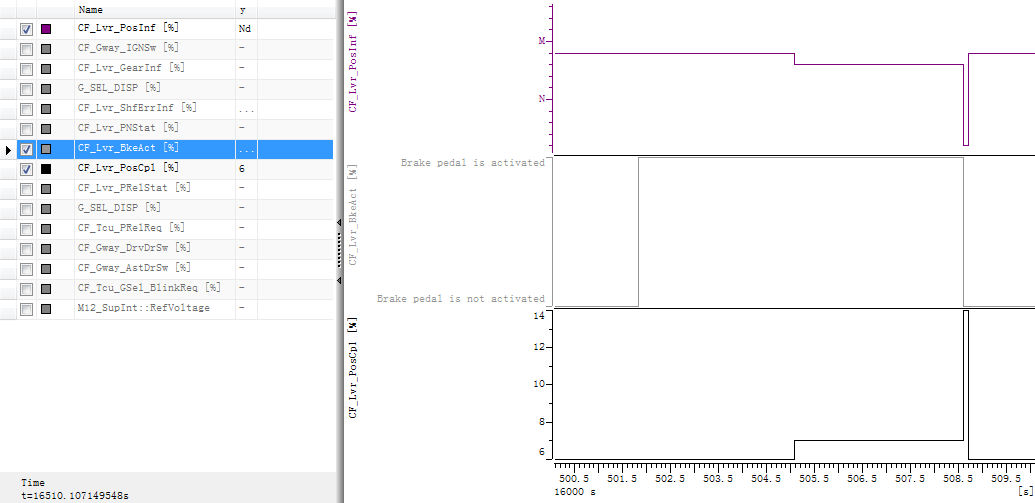 Name y
CF_Lvr_PosInf [%] Nd
CF_Gway_IGNSw [%] -
CF_Lvr_GearInf [%] -
G_SEL_DISP [%] -
CF_Lvr_ShfErrInf [%] ...
CF_Lvr_PNStat [%] -
CF_Lvr_BkeAct [%] ...
CF_Lvr_PosCpl [%] 6
CF_Lvr_PRelStat [%] -
G_SEL_DISP [%] -
CF_Tcu_PRelReq [%] -
CF_Gway_DrvDrSw [%] -
CF_Gway_AstDrSw [%] -
CF_Tcu_GSel_BlinkReq [%] -
M12_SupInt::RefVoltage -
Time
t=16510.107149548s
CF_Lvr_PosInf [%]
M
N
CF_Lvr_BkeAct [%]
Brake pedal is activated
Brake pedal is not activated
CF_Lvr_PosCpl [%]
14
12
10
8
6
500.5 501.5 502.5 503.5 504.5 505.5 506.5 507.5 508.5 509.5
16000 s [s]